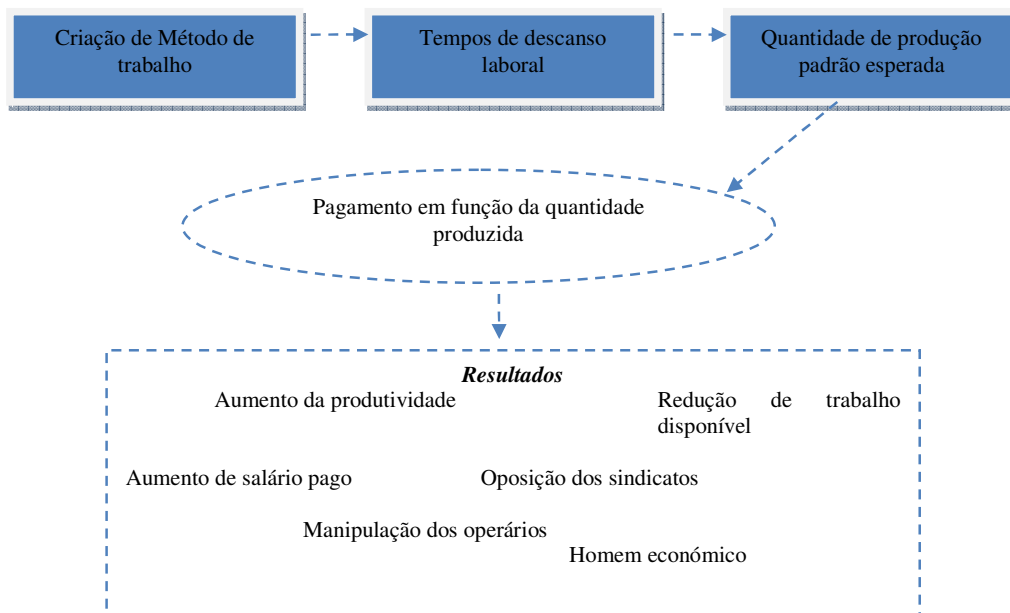 Criação de Método de
trabalho
Tempos de descanso
laboral
Quantidade de produção
padrão esperada
Pagamento em função da quantidade
produzida
Resultados
Aumento da produtividade
Redução de trabalho
disponível
Aumento de salário pago
Oposição dos sindicatos
Manipulação dos operários
Homem económico